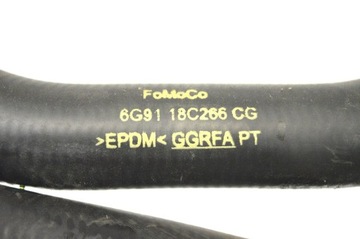 FoMoCo
6G91 18C266 CG
>EPDM< GGRFA PT